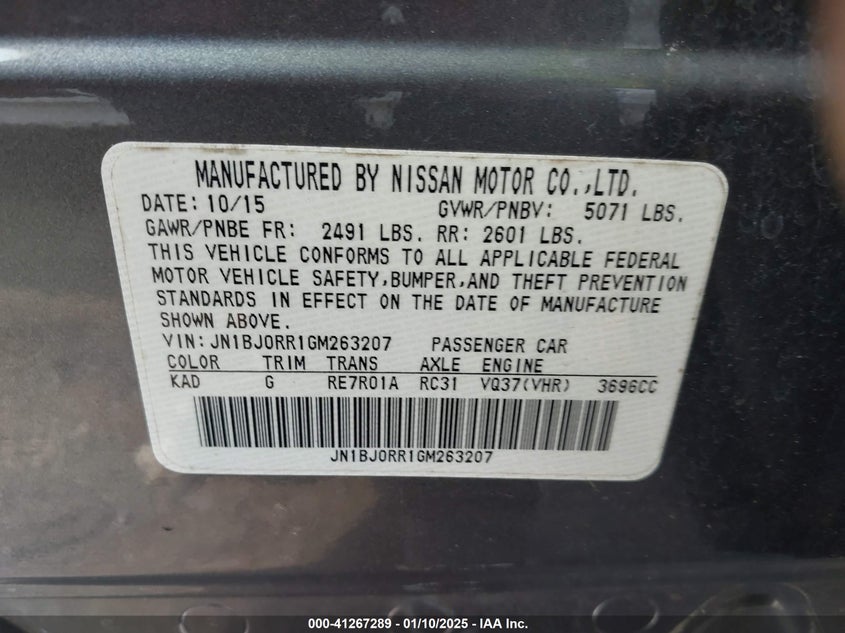 MANUFACTURED BY NISSAN MOTOR CO.,LTD.
DATE: 10/15 GVWR/PNBV: 5071 LBS.
GAWR/PNBE FR: 2491 LBS. RR: 2601 LBS.
THIS VEHICLE CONFORMS TO ALL APPLICABLE FEDERAL
MOTOR VEHICLE SAFETY,BUMPER,AND THEFT PREVENTION
STANDARDS IN EFFECT ON THE DATE OF MANUFACTURE
SHOWN ABOVE.
VIN: JN1BJ0RR1GM263207 PASSENGER CAR
COLOR TRIM TRANS AXLE ENGINE
KAD G RE7R01A RC31 VQ37(VHR) 3696CC
JN1BJ0RR1GM263207
000-41267289 — 01/10/2025 — IAA Inc.